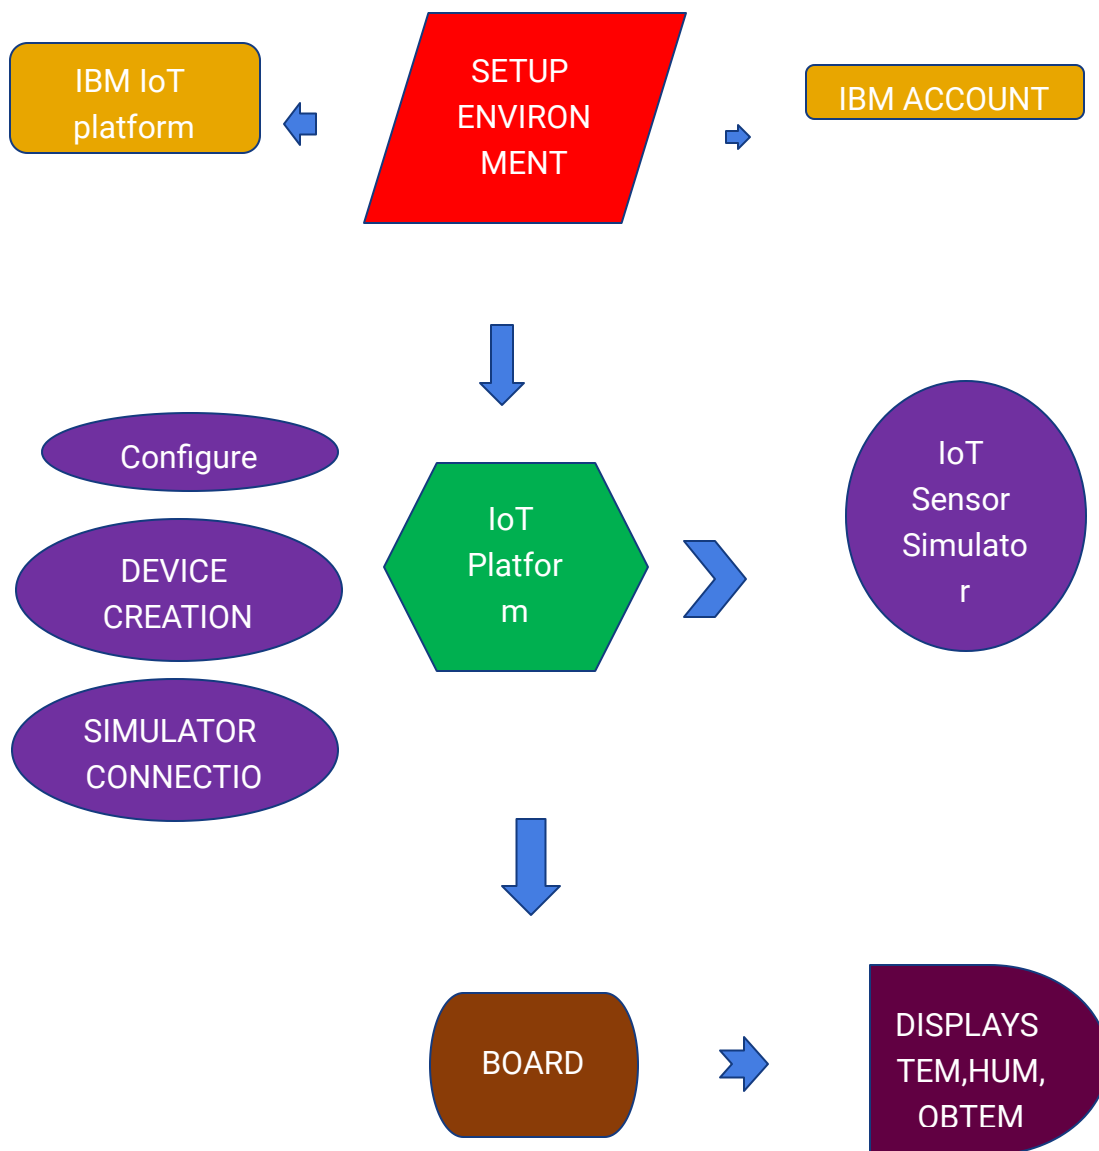 IBM IoT
platform
SETUP
ENVIRON
MENT
IBM ACCOUNT
Configure
DEVICE
CREATION
SIMULATOR
CONNECTIO
IoT
Platfor
m
IoT
Sensor
Simulato
r
BOARD
DISPLAYS
TEM,HUM,
OBTEM